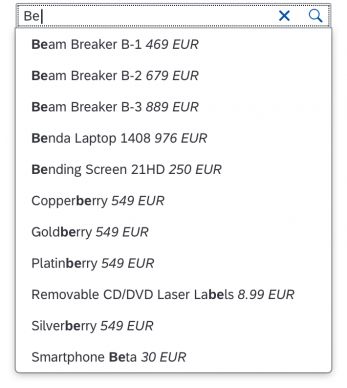 Be
Beam Breaker B-1 469 EUR
Beam Breaker B-2 679 EUR
Beam Breaker B-3 889 EUR
Benda Laptop 1408 976 EUR
Bending Screen 21HD 250 EUR
Copperberry 549 EUR
Goldberry 549 EUR
Platinberry 549 EUR
Removable CD/DVD Laser Labels 8.99 EUR
Silverberry 549 EUR
Smartphone Beta 30 EUR